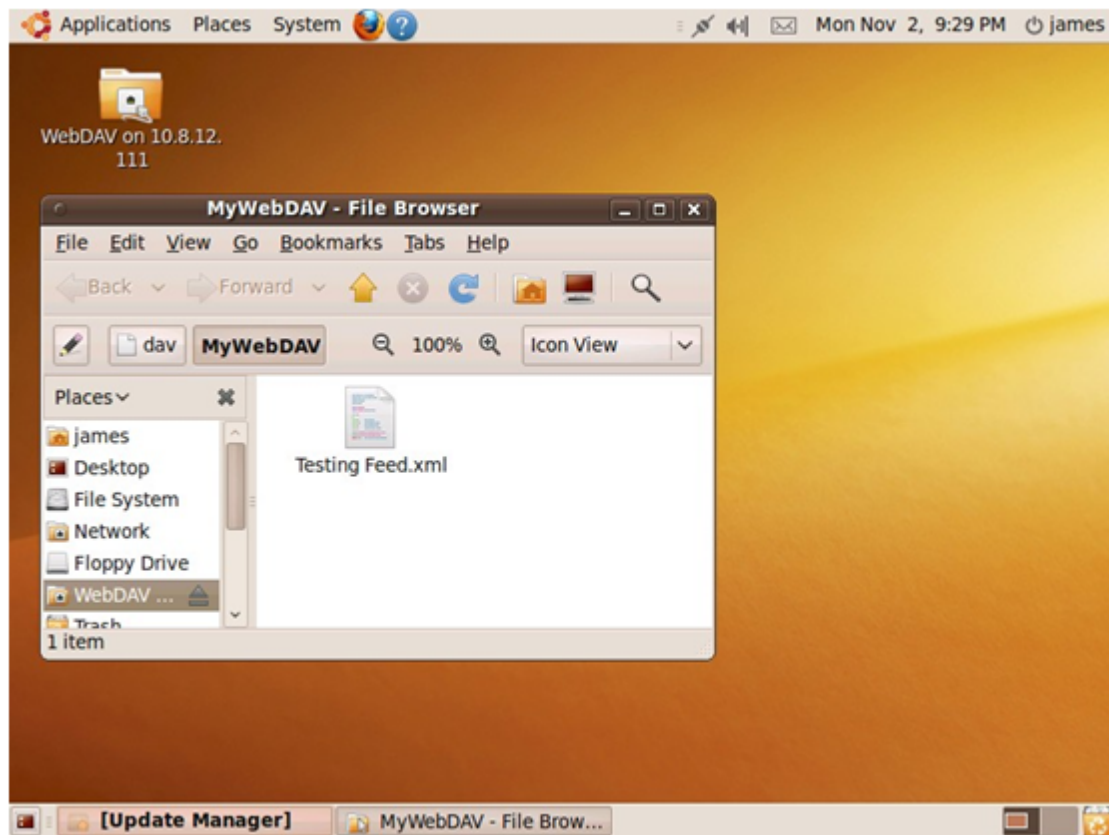 Applications Places System ? Mon Nov 2, 9:29 PM james
WebDAV on 10.8.12.
111
MyWebDAV - File Browser
File Edit View Go Bookmarks Tabs Help
Back Forward
dav MyWebDAV 100% Icon View
Places
james
Desktop
File System
Network
Floppy Drive
WebDAV ...
Trash
Testing Feed.xml
1 item
[Update Manager] MyWebDAV - File Brow...